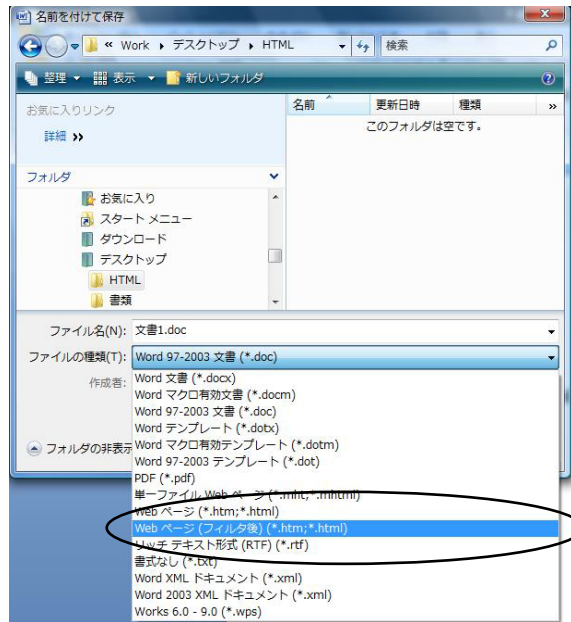 名前を付けて保存
« Work ▸ デスクトップ ▸ HTML 検索
整理 表示 新しいフォルダ
お気に入りリンク
詳細 »
フォルダ
お気に入り
スタート メニュー
ダウンロード
デスクトップ
HTML
書類
名前 更新日時 種類 »
このフォルダは空です。
ファイル名(N): 文書1.doc
ファイルの種類(T): Word 97-2003 文書 (*.doc)
作成者:
フォルダの非表示
Word 文書 (*.docx)
Word マクロ有効文書 (*.docm)
Word 97-2003 文書 (*.doc)
Word テンプレート (*.dotx)
Word マクロ有効テンプレート (*.dotm)
Word 97-2003 テンプレート (*.dot)
PDF (*.pdf)
単一ファイル Web ページ (*.mht;*.mhtml)
Web ページ (*.htm;*.html)
Web ページ (フィルタ後) (*.htm;*.html)
リッチ テキスト形式 (RTF) (*.rtf)
書式なし (*.txt)
Word XML ドキュメント (*.xml)
Word 2003 XML ドキュメント (*.xml)
Works 6.0 - 9.0 (*.wps)